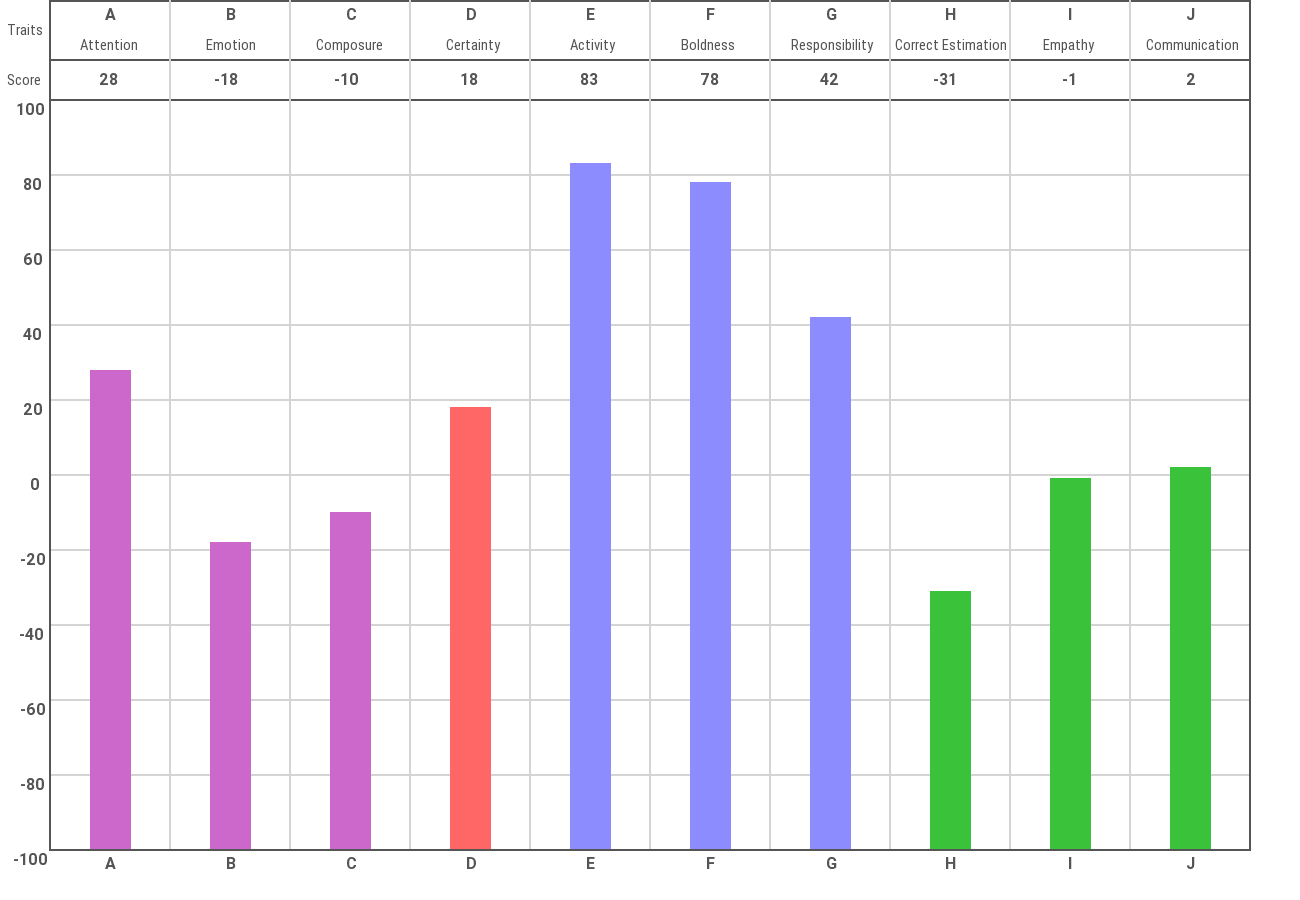 Traits A B C D E F G H I J
Attention Emotion Composure Certainty Activity Boldness Responsibility Correct Estimation Empathy Communication
Score 28 -18 -10 18 83 78 42 -31 -1 2
100
80
60
40
20
0
-20
-40
-60
-80
-100
A B C D E F G H I J